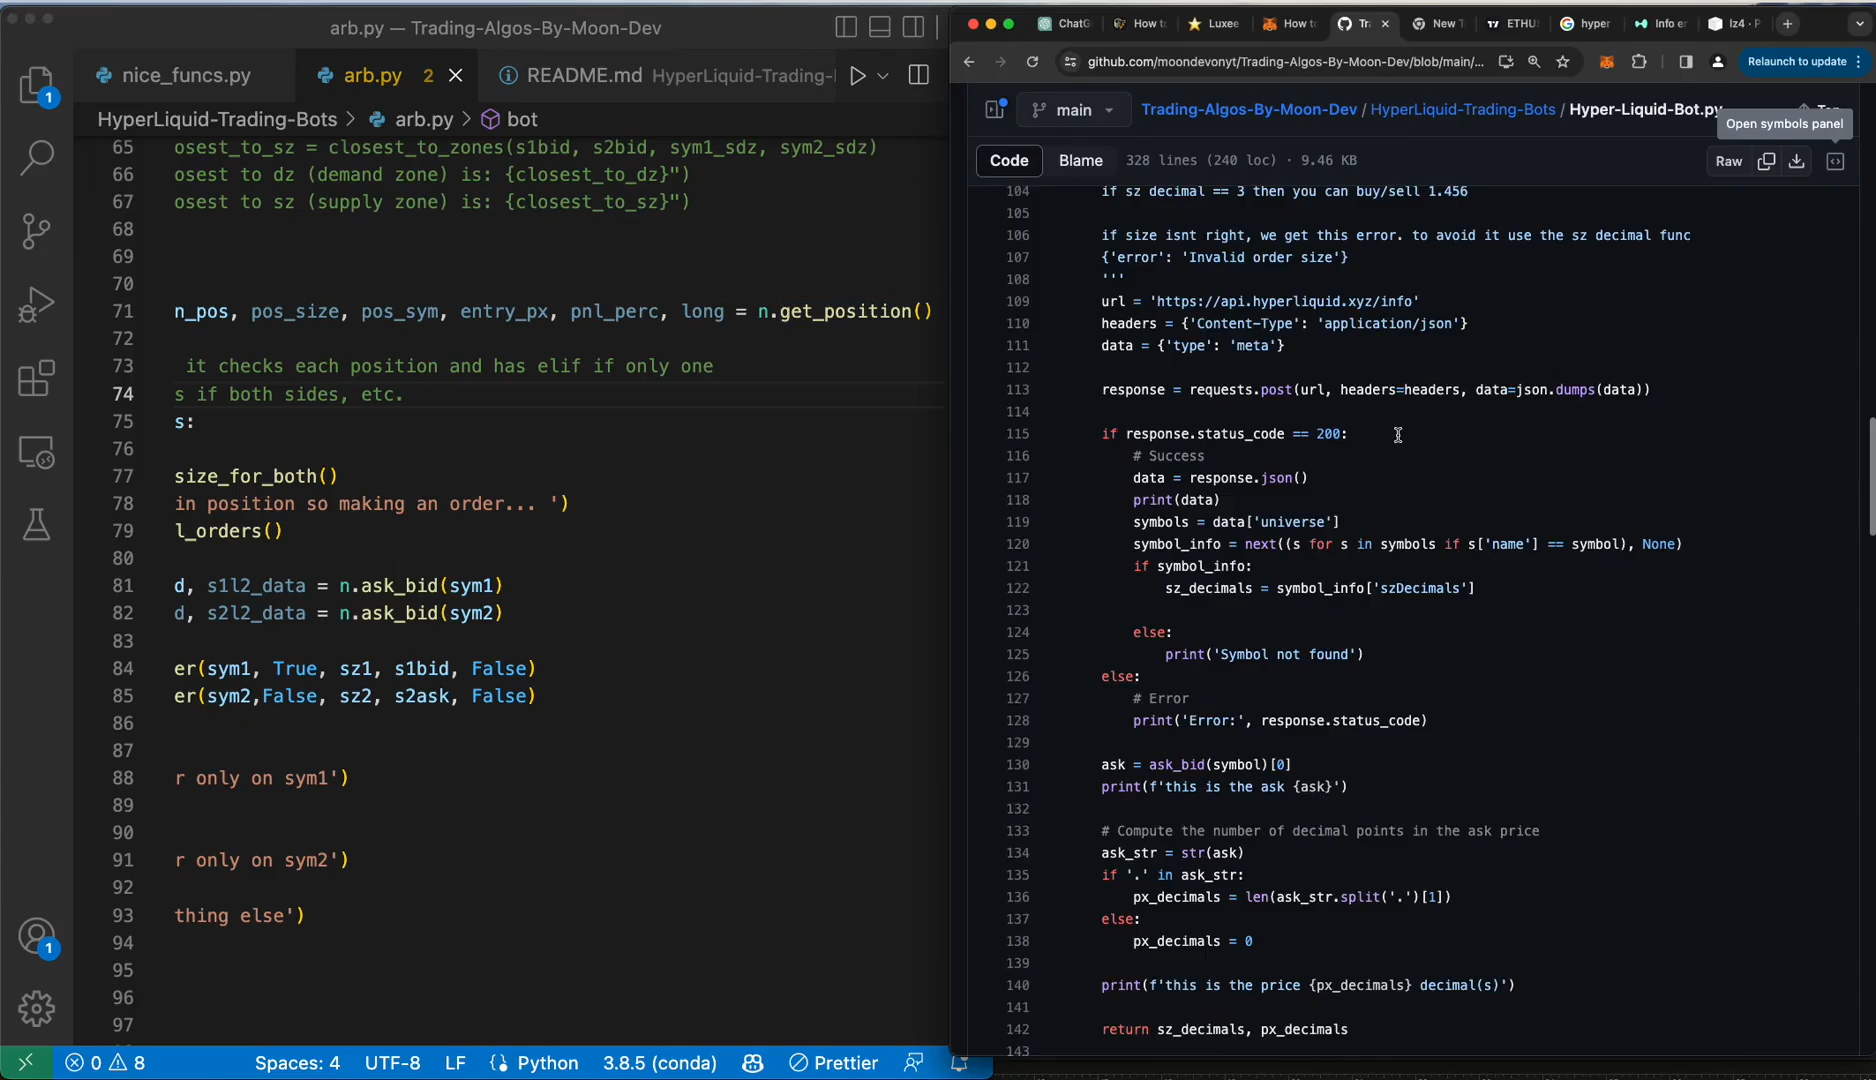 arb.py — Trading-Algos-By-Moon-Dev
nice_funcs.py
arb.py 2
README.md HyperLiquid-Trading-
HyperLiquid-Trading-Bots > arb.py > bot
65 osest_to_sz = closest_to_zones(s1bid, s2bid, sym1_sdz, sym2_sdz)
66 osest to dz (demand zone) is: {closest_to_dz}")
67 osest to sz (supply zone) is: {closest_to_sz}")
68
69
70
71 n_pos, pos_size, pos_sym, entry_px, pnl_perc, long = n.get_position()
72
73 it checks each position and has elif if only one
74 s if both sides, etc.
75 s:
76
77 size_for_both()
78 in position so making an order... ')
79 l_orders()
80
81 d, s1l2_data = n.ask_bid(sym1)
82 d, s2l2_data = n.ask_bid(sym2)
83
84 er(sym1, True, sz1, s1bid, False)
85 er(sym2,False, sz2, s2ask, False)
86
87
88 r only on sym1')
89
90
91 r only on sym2')
92
93 thing else')
94
95
96
97
1
1
0 8
Spaces: 4 UTF-8 LF Python 3.8.5 (conda) Prettier
ChatG How to Luxee How to Tr New T ETHU hyper Info er lz4 · P
github.com/moondevonyt/Trading-Algos-By-Moon-Dev/blob/main/...
Relaunch to update
main
Trading-Algos-By-Moon-Dev / HyperLiquid-Trading-Bots / Hyper-Liquid-Bot.py
Top
Open symbols panel
Code Blame 328 lines (240 loc) · 9.46 KB
Raw
104 if sz decimal == 3 then you can buy/sell 1.456
105
106 if size isnt right, we get this error. to avoid it use the sz decimal func
107 {'error': 'Invalid order size'}
108 '''
109 url = 'https://api.hyperliquid.xyz/info'
110 headers = {'Content-Type': 'application/json'}
111 data = {'type': 'meta'}
112
113 response = requests.post(url, headers=headers, data=json.dumps(data))
114
115 if response.status_code == 200:
116 # Success
117 data = response.json()
118 print(data)
119 symbols = data['universe']
120 symbol_info = next((s for s in symbols if s['name'] == symbol), None)
121 if symbol_info:
122 sz_decimals = symbol_info['szDecimals']
123
124 else:
125 print('Symbol not found')
126 else:
127 # Error
128 print('Error:', response.status_code)
129
130 ask = ask_bid(symbol)[0]
131 print(f'this is the ask {ask}')
132
133 # Compute the number of decimal points in the ask price
134 ask_str = str(ask)
135 if '.' in ask_str:
136 px_decimals = len(ask_str.split('.')[1])
137 else:
138 px_decimals = 0
139
140 print(f'this is the price {px_decimals} decimal(s)')
141
142 return sz_decimals, px_decimals
143